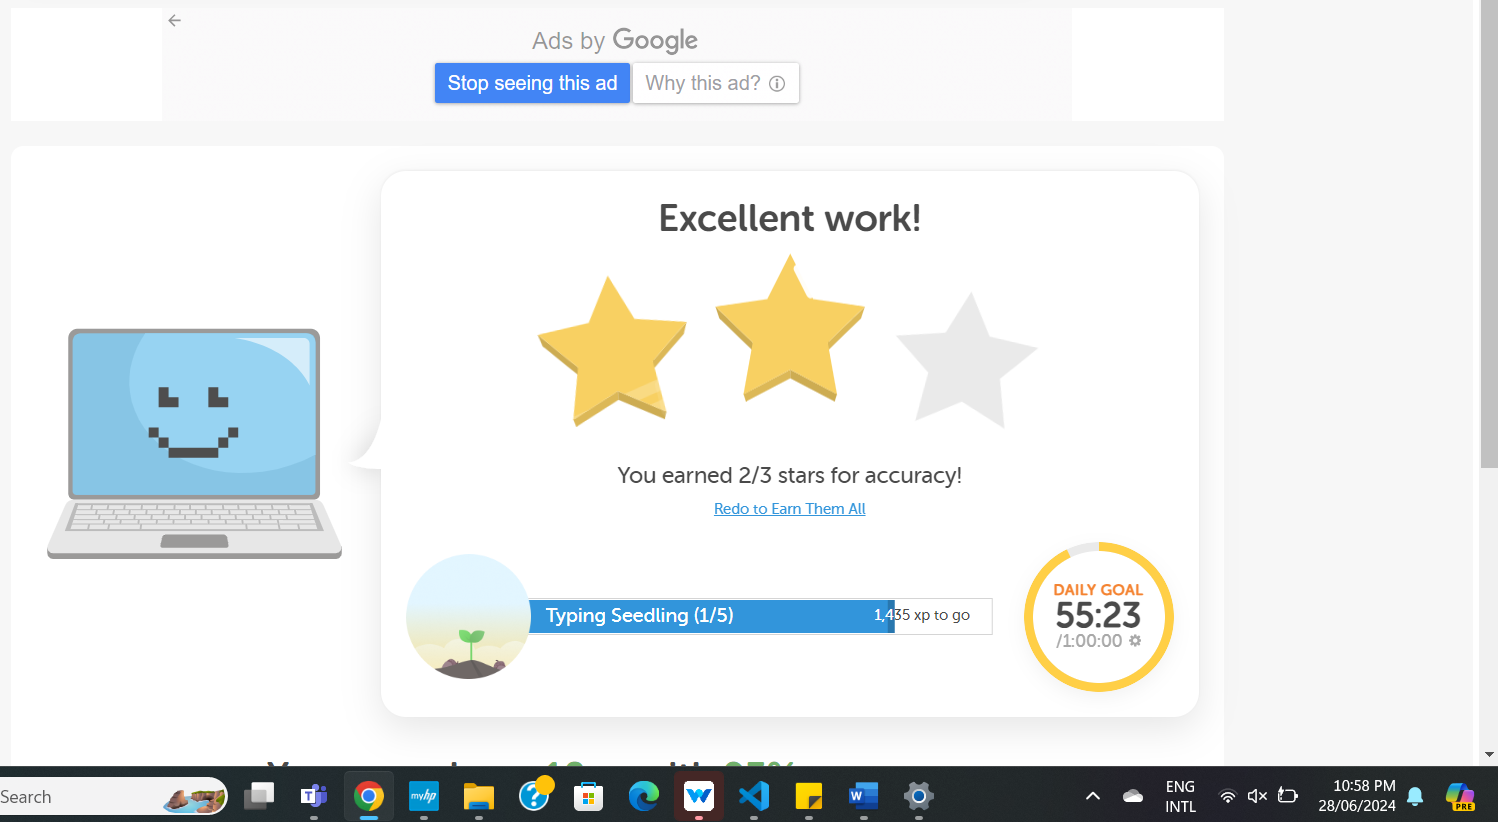 Ads by Google
Stop seeing this ad
Why this ad?
Excellent work!
You earned 2/3 stars for accuracy!
Redo to Earn Them All
Typing Seedling (1/5)
1,435 xp to go
DAILY GOAL
55:23
/1:00:00
Search
myhp
ENG
INTL
10:58 PM
28/06/2024
PRE